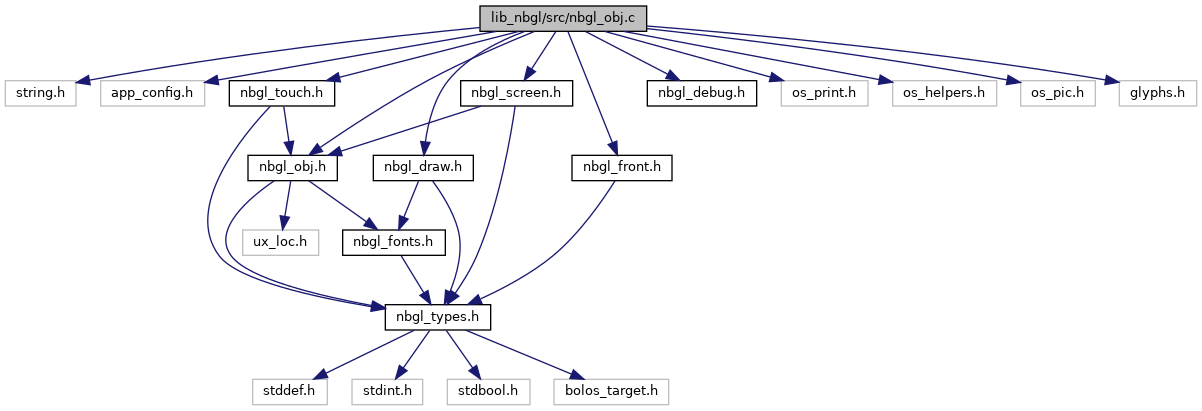 lib_nbgl/src/nbgl_obj.c
string.h
app_config.h
nbgl_touch.h
nbgl_screen.h
nbgl_debug.h
os_print.h
os_helpers.h
os_pic.h
glyphs.h
nbgl_obj.h
nbgl_draw.h
nbgl_front.h
ux_loc.h
nbgl_fonts.h
nbgl_types.h
stddef.h
stdint.h
stdbool.h
bolos_target.h